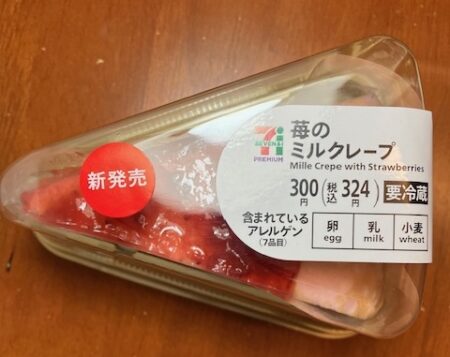 新発売
7
SEVEN & i
PREMIUM
苺の
ミルクレープ
Mille Crepe with Strawberries
300円(税込324円)
要冷蔵
含まれている
アレルゲン
(7品目)
卵
egg
乳
milk
小麦
wheat